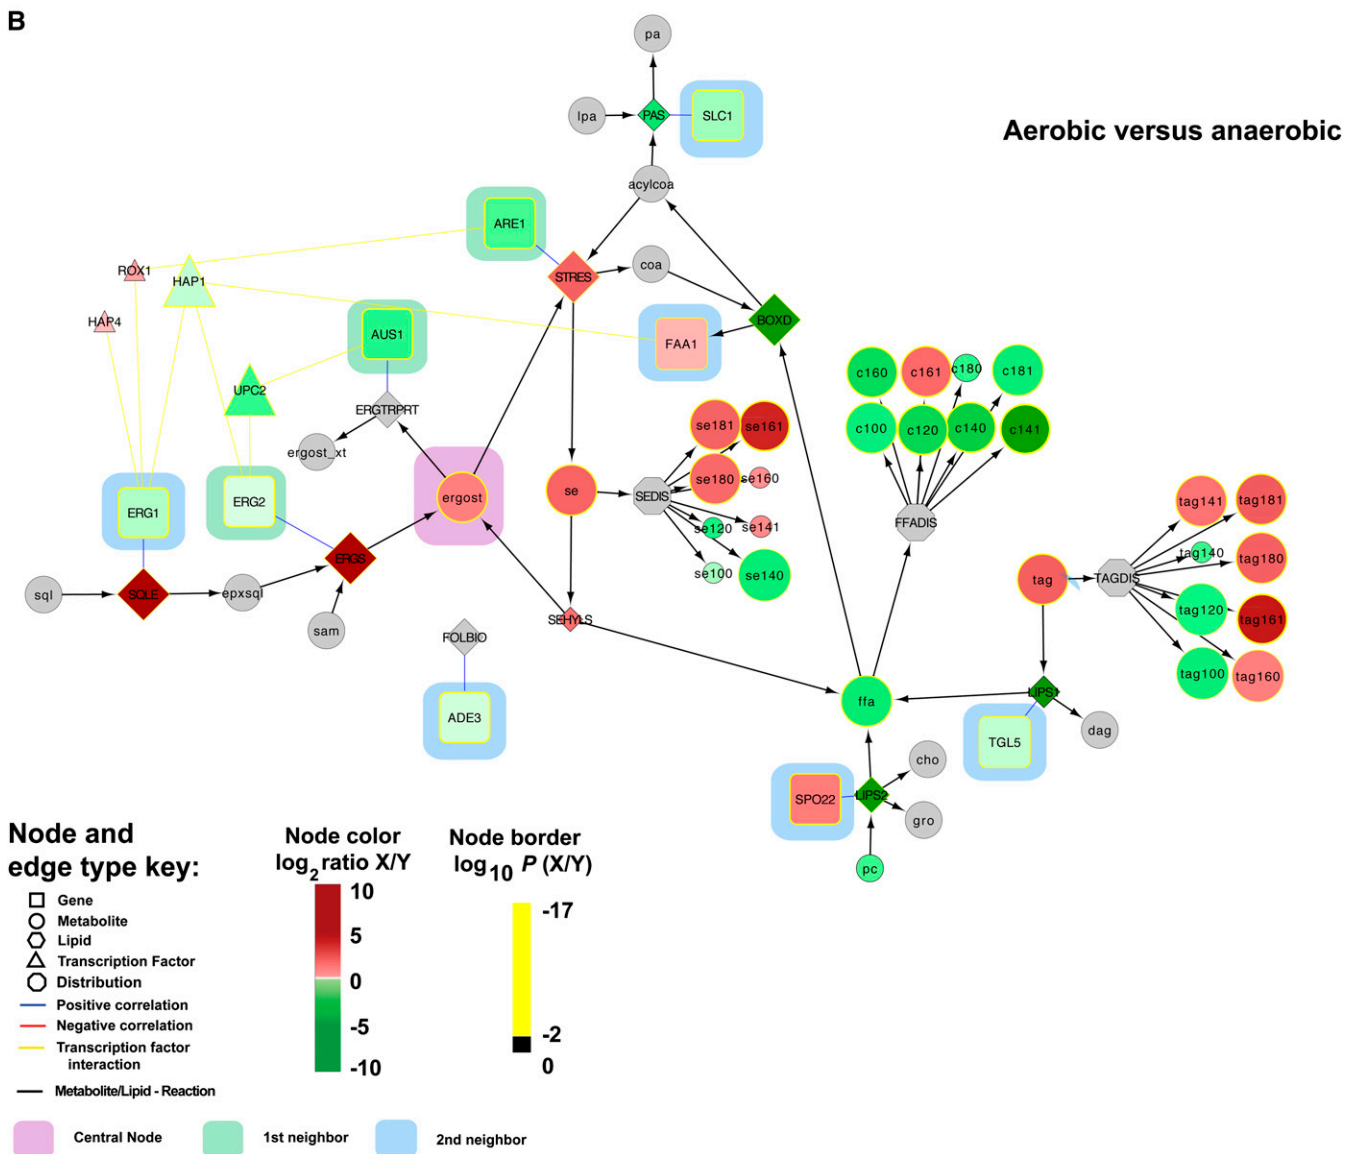 B
pa
lpa
PAS
SLC1
Aerobic versus anaerobic
acylcoa
ARE1
ROX1
HAP1
STRES
coa
HAP4
AUS1
FAA1
BOXD
UPC2
ERGTRPRT
ergost_xt
c160
c161
c180
c181
c100
c120
c140
c141
se181
se161
ERG1
ERG2
ergost
se
SEDIS
se180
se160
FFADIS
tag141
tag181
se120
se141
ERGS
se100
se140
tag140
tag180
sql
SQLE
epxsql
tag
TAGDIS
tag120
tag161
sam
SEHYLS
FOLBIO
tag100
tag160
ADE3
ffa
LIPS1
dag
TGL5
cho
SPO22
LIPS2
gro
pc
Node and
edge type key:
Gene
Metabolite
Lipid
Transcription Factor
Distribution
Positive correlation
Negative correlation
Transcription factor
interaction
Metabolite/Lipid - Reaction
Node color
log2 ratio X/Y
10
5
0
-5
-10
Node border
log10 P (X/Y)
-17
-2
0
Central Node
1st neighbor
2nd neighbor